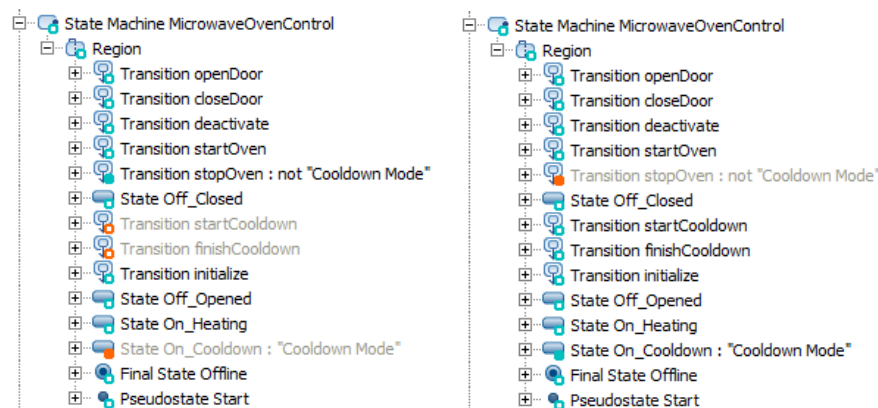 State Machine MicrowaveOvenControl
Region
Transition openDoor
Transition closeDoor
Transition deactivate
Transition startOven
Transition stopOven : not "Cooldown Mode"
State Off_Closed
Transition startCooldown
Transition finishCooldown
Transition initialize
State Off_Opened
State On_Heating
State On_Cooldown : "Cooldown Mode"
Final State Offline
Pseudostate Start
State Machine MicrowaveOvenControl
Region
Transition openDoor
Transition closeDoor
Transition deactivate
Transition startOven
Transition stopOven : not "Cooldown Mode"
State Off_Closed
Transition startCooldown
Transition finishCooldown
Transition initialize
State Off_Opened
State On_Heating
State On_Cooldown : "Cooldown Mode"
Final State Offline
Pseudostate Start